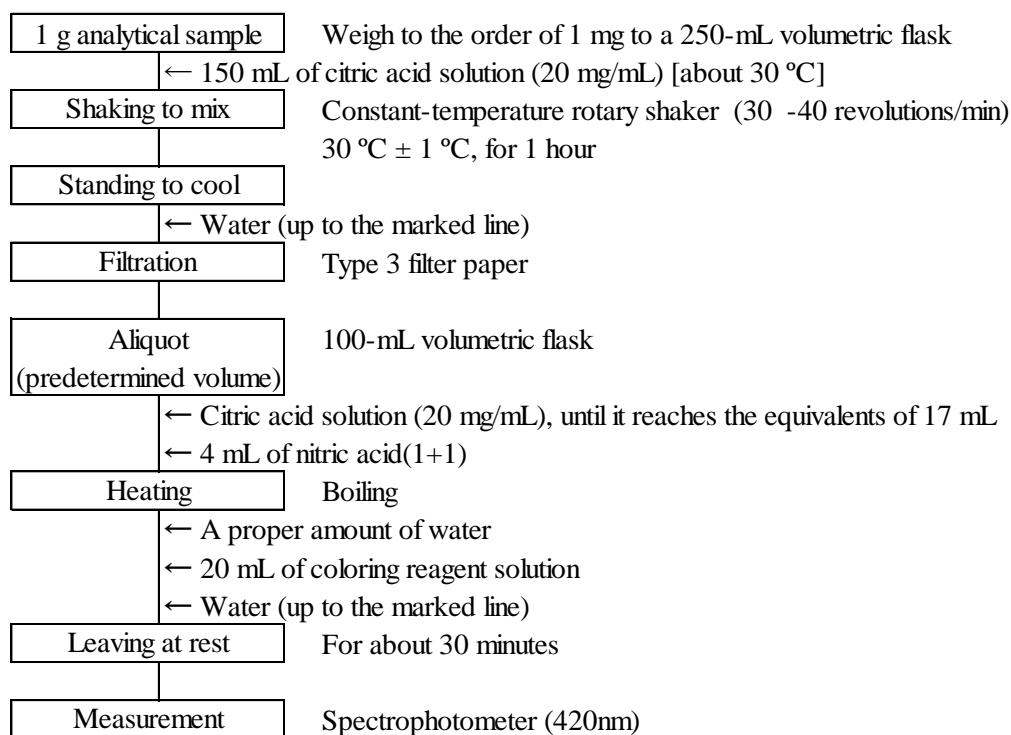 1 g analytical sample Weigh to the order of 1 mg to a 250-mL volumetric flask
← 150 mL of citric acid solution (20 mg/mL) [about 30 ºC]
Shaking to mix Constant-temperature rotary shaker (30 -40 revolutions/min)
30 ºC ± 1 ºC, for 1 hour
Standing to cool
← Water (up to the marked line)
Filtration Type 3 filter paper
Aliquot 100-mL volumetric flask
(predetermined volume)
← Citric acid solution (20 mg/mL), until it reaches the equivalents of 17 mL
← 4 mL of nitric acid(1+1)
Heating Boiling
← A proper amount of water
← 20 mL of coloring reagent solution
← Water (up to the marked line)
Leaving at rest For about 30 minutes
Measurement Spectrophotometer (420nm)